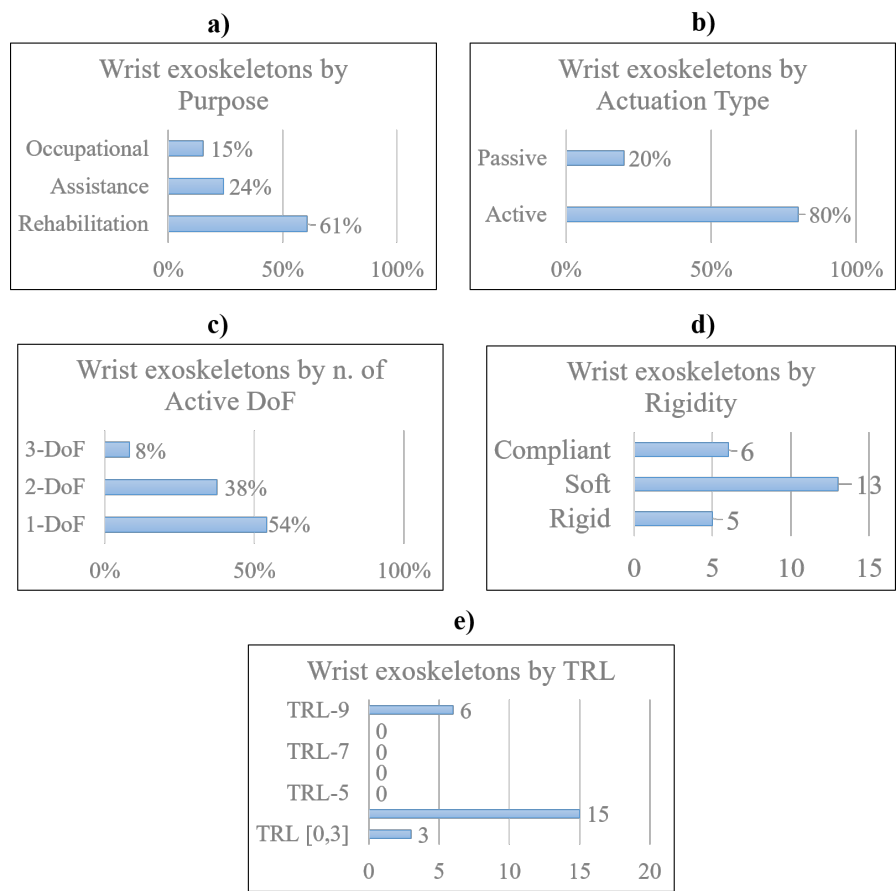 a)
Wrist exoskeletons by
Purpose
Occupational 15%
Assistance 24%
Rehabilitation 61%
0% 50% 100%
b)
Wrist exoskeletons by
Actuation Type
Passive 20%
Active 80%
0% 50% 100%
c)
Wrist exoskeletons by n. of
Active DoF
3-DoF 8%
2-DoF 38%
1-DoF 54%
0% 50% 100%
d)
Wrist exoskeletons by
Rigidity
Compliant 6
Soft 13
Rigid 5
0 5 10 15
e)
Wrist exoskeletons by TRL
TRL-9 6
0
TRL-7 0
0
TRL-5 0
15
TRL [0,3] 3
0 5 10 15 20